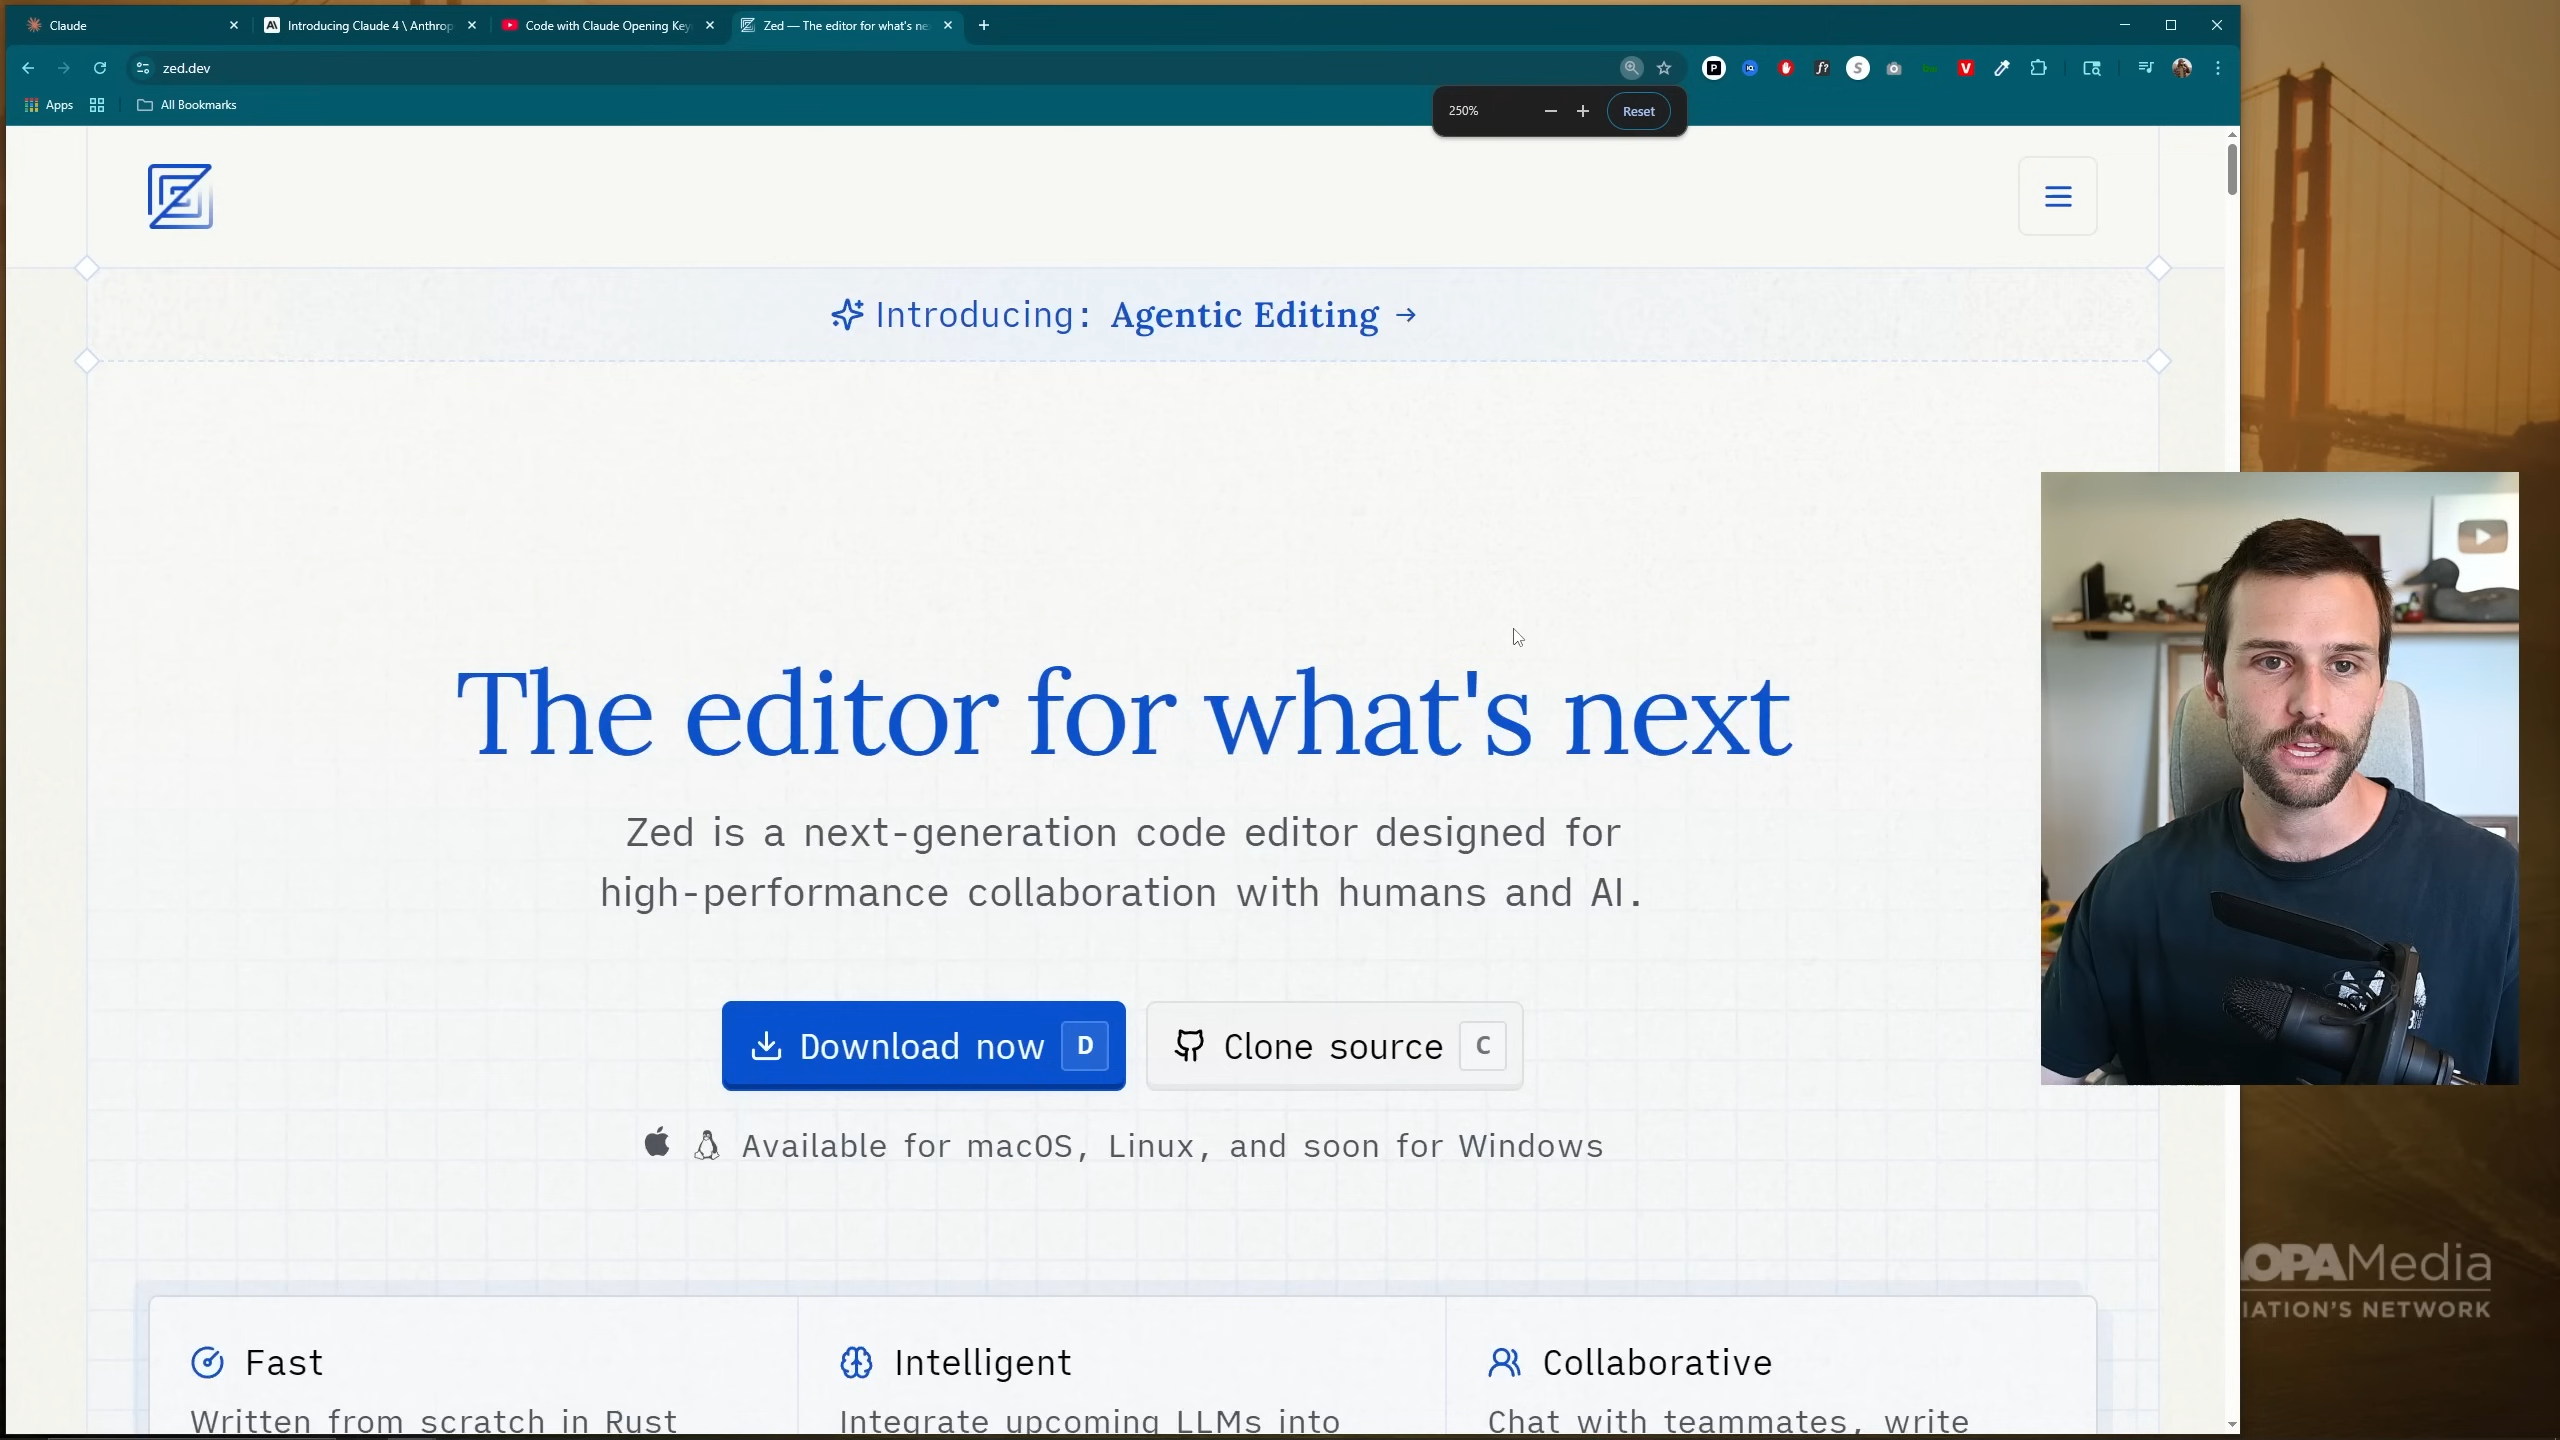 Claude
Introducing Claude 4 \ Anthrop
Code with Claude Opening Key
Zed — The editor for what's ne
zed.dev
Apps
All Bookmarks
250%
Reset
Introducing: Agentic Editing →
The editor for what's next
Zed is a next-generation code editor designed for
high-performance collaboration with humans and AI.
Download now D
Clone source C
Available for macOS, Linux, and soon for Windows
Fast
Written from scratch in Rust
Intelligent
Integrate upcoming LLMs into
Collaborative
Chat with teammates, write
OPAMedia
IATION'S NETWORK